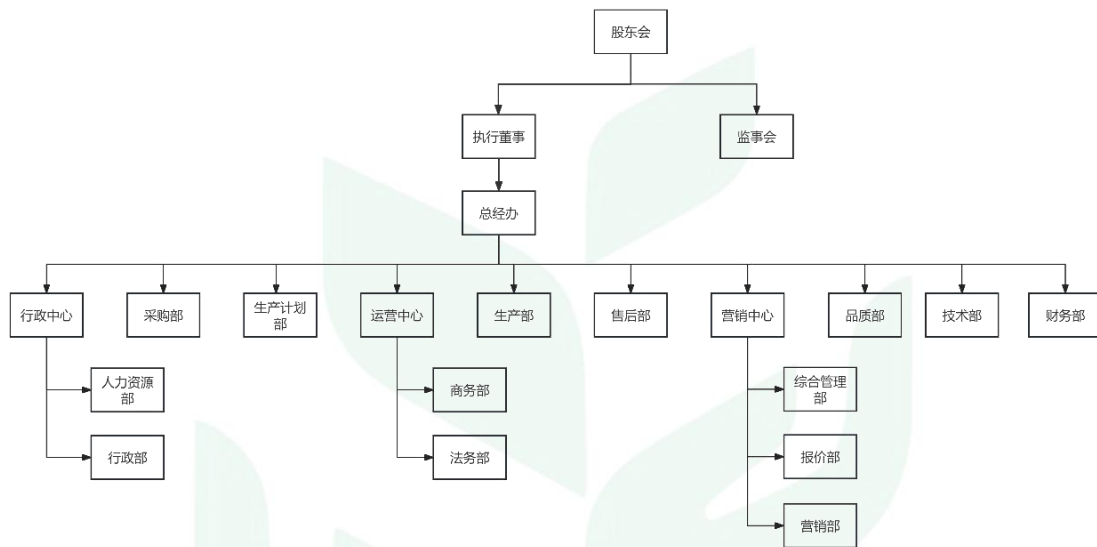 股东会
执行董事
监事会
总经办
行政中心
采购部
生产计划
部
运营中心
生产部
售后部
营销中心
品质部
技术部
财务部
人力资源
部
商务部
综合管理
部
行政部
法务部
报价部
营销部